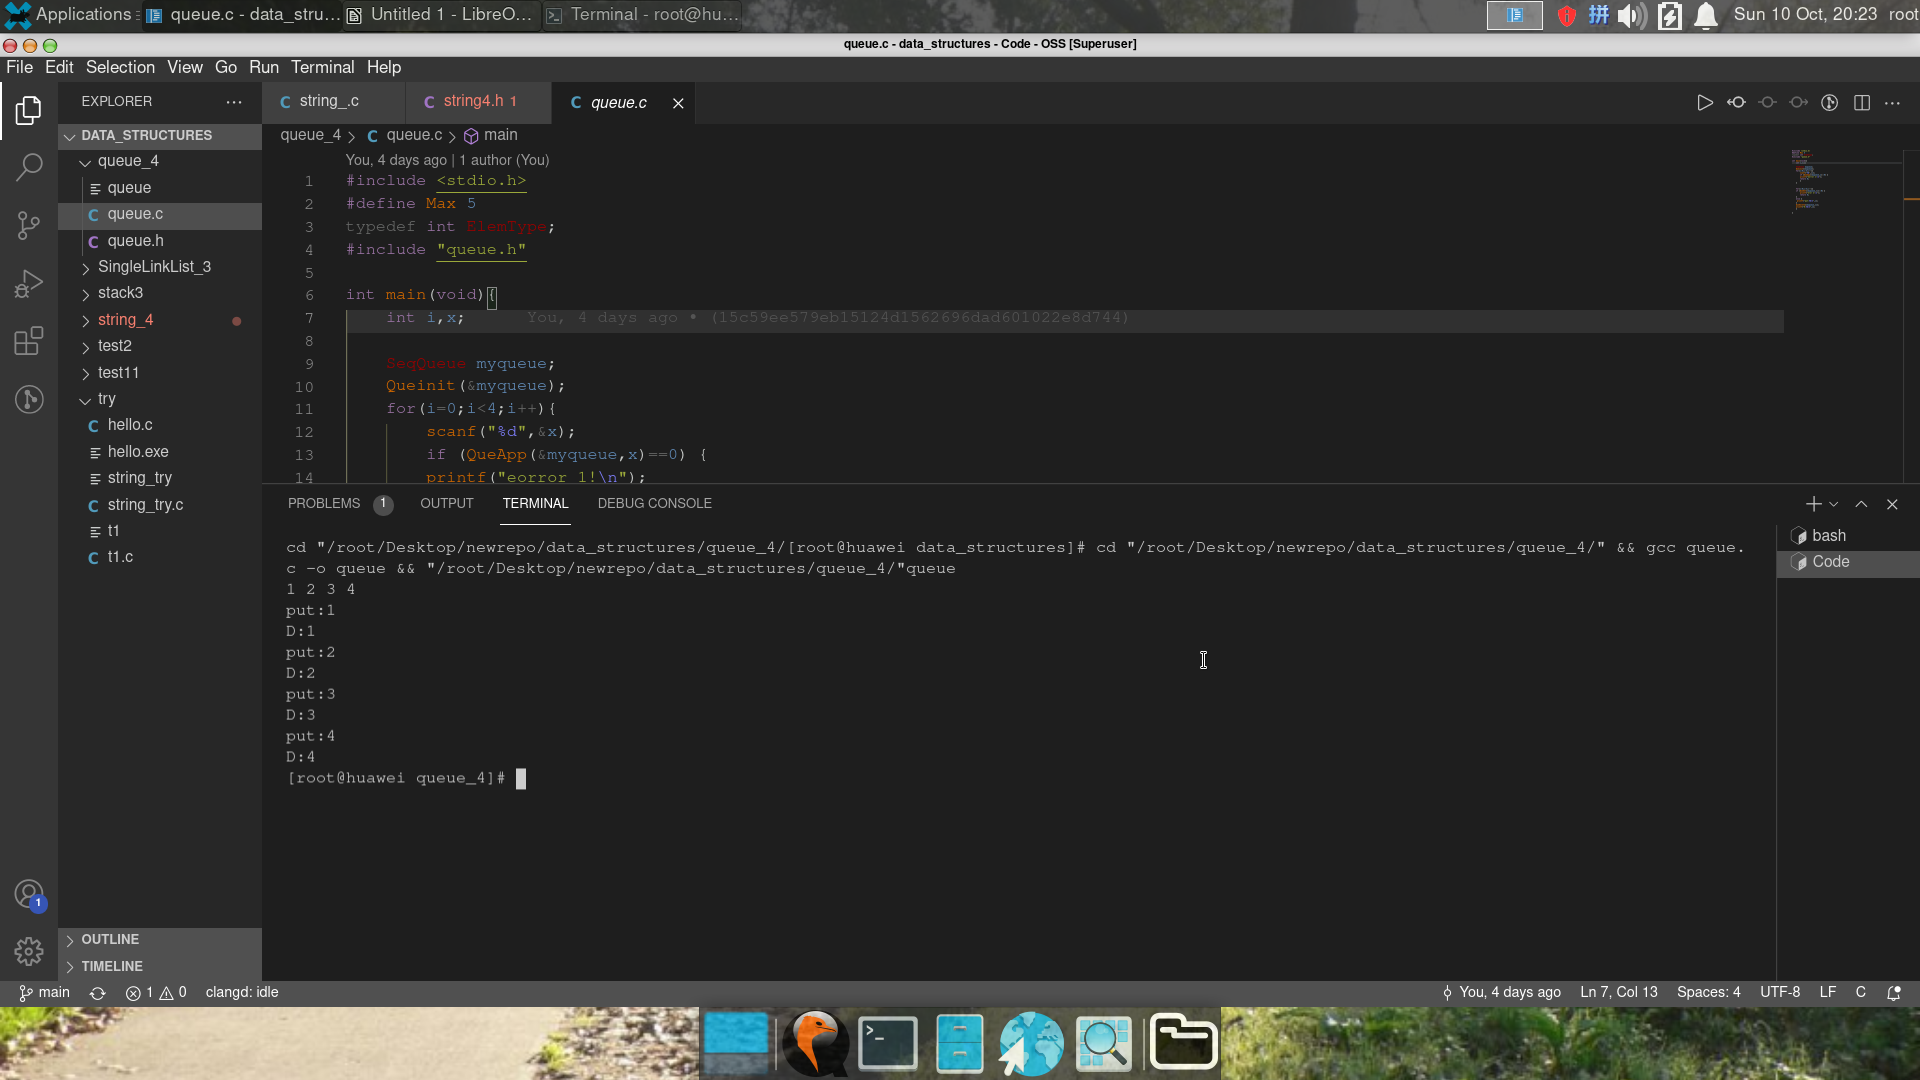 Applications
queue.c - data_stru...
Untitled 1 - LibreO...
Terminal - root@hu...
Sun 10 Oct, 20:23
root
queue.c - data_structures - Code - OSS [Superuser]
File Edit Selection View Go Run Terminal Help
EXPLORER
DATA_STRUCTURES
queue_4
queue
queue.c
queue.h
SingleLinkList_3
stack3
string_4
test2
test11
try
hello.c
hello.exe
string_try
string_try.c
t1
t1.c
OUTLINE
TIMELINE
string_.c
string4.h 1
queue.c
queue_4 > queue.c > main
You, 4 days ago | 1 author (You)
1 #include <stdio.h>
2 #define Max 5
3 typedef int ElemType;
4 #include "queue.h"
5
6 int main(void){
7 int i,x; You, 4 days ago • (15c59ee579eb15124d1562696dad601022e8d744)
8
9 SeqQueue myqueue;
10 Queinit(&myqueue);
11 for(i=0;i<4;i++){
12 scanf("%d",&x);
13 if (QueApp(&myqueue,x)==0) {
14 printf("eorror 1!\n");
PROBLEMS 1 OUTPUT TERMINAL DEBUG CONSOLE
cd "/root/Desktop/newrepo/data_structures/queue_4/[root@huawei data_structures]# cd "/root/Desktop/newrepo/data_structures/queue_4/" && gcc queue.
c -o queue && "/root/Desktop/newrepo/data_structures/queue_4/"queue
1 2 3 4
put:1
D:1
put:2
D:2
put:3
D:3
put:4
D:4
[root@huawei queue_4]#
bash
Code
1
main
1 0
clangd: idle
You, 4 days ago
Ln 7, Col 13
Spaces: 4
UTF-8
LF
C